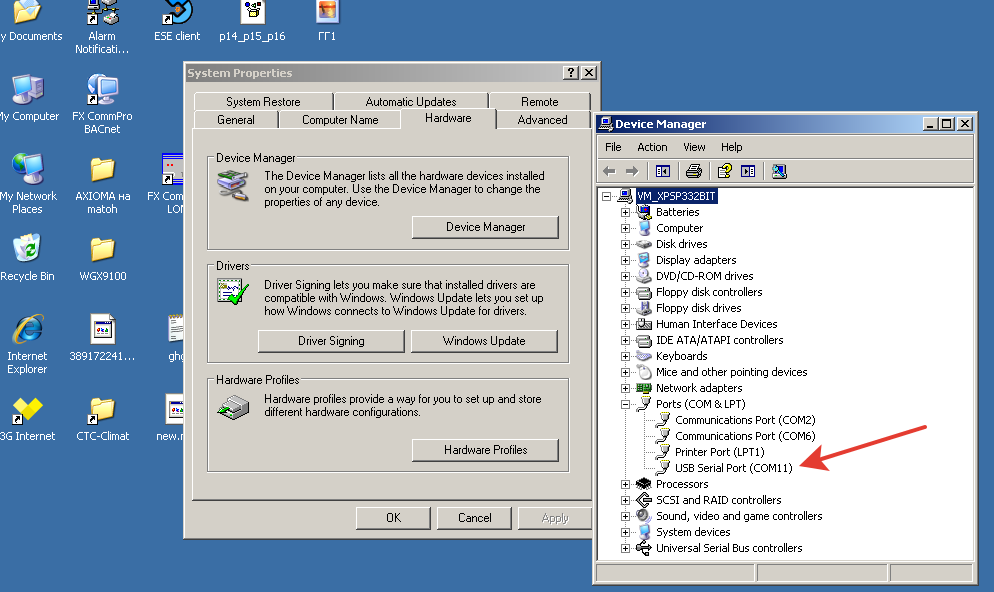 y Documents
Alarm
Notificati...
ESE client
p14_p15_p16
ГГ1
My Computer
FX CommPro
BACnet
My Network
Places
AXIOMA на
matoh
FX Com
LON
Recycle Bin
WGX9100
Internet
Explorer
389172241...
ghg
3G Internet
CTC-Climat
new.r
System Properties
System Restore
Automatic Updates
Remote
General
Computer Name
Hardware
Advanced
Device Manager
The Device Manager lists all the hardware devices installed
on your computer. Use the Device Manager to change the
properties of any device.
Device Manager
Drivers
Driver Signing lets you make sure that installed drivers are
compatible with Windows. Windows Update lets you set up
how Windows connects to Windows Update for drivers.
Driver Signing
Windows Update
Hardware Profiles
Hardware profiles provide a way for you to set up and store
different hardware configurations.
Hardware Profiles
OK
Cancel
Apply
Device Manager
File Action View Help
VM_XPSP332BIT
Batteries
Computer
Disk drives
Display adapters
DVD/CD-ROM drives
Floppy disk controllers
Floppy disk drives
Human Interface Devices
IDE ATA/ATAPI controllers
Keyboards
Mice and other pointing devices
Network adapters
Ports (COM & LPT)
Communications Port (COM2)
Communications Port (COM6)
Printer Port (LPT1)
USB Serial Port (COM11)
Processors
SCSI and RAID controllers
Sound, video and game controllers
System devices
Universal Serial Bus controllers